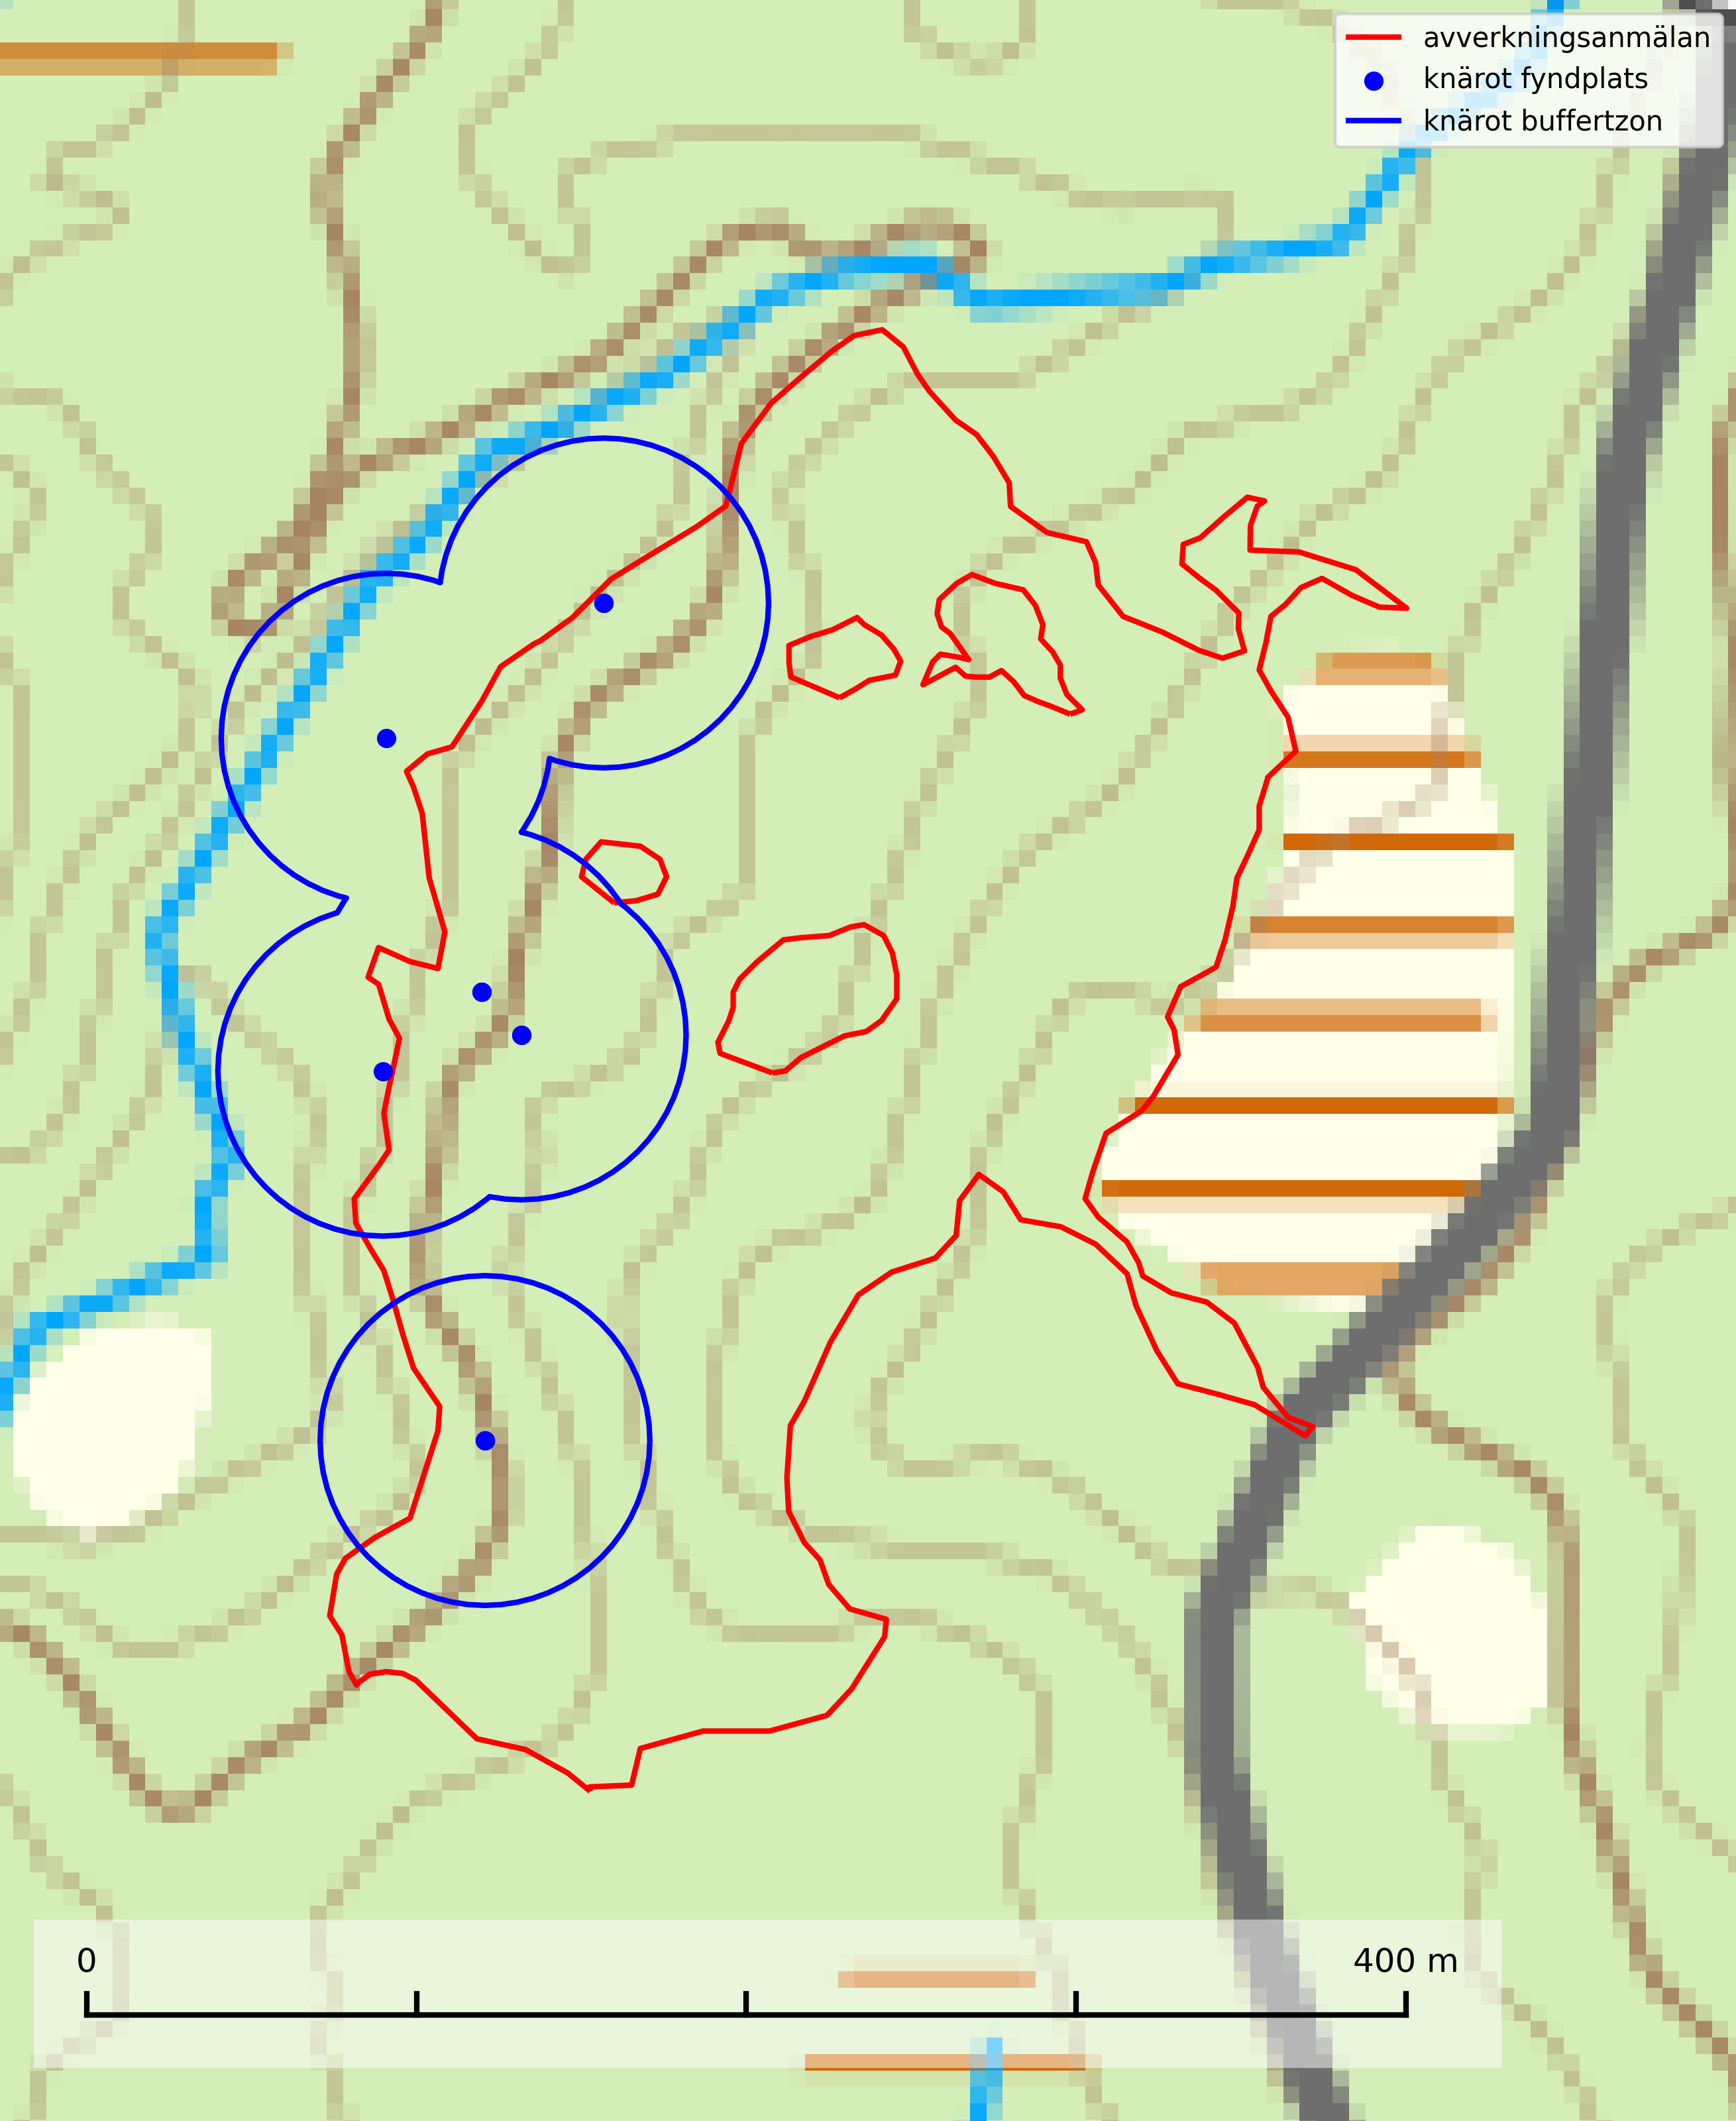 avverkningsanmälan
knärot fyndplats
knärot buffertzon
0 400 m